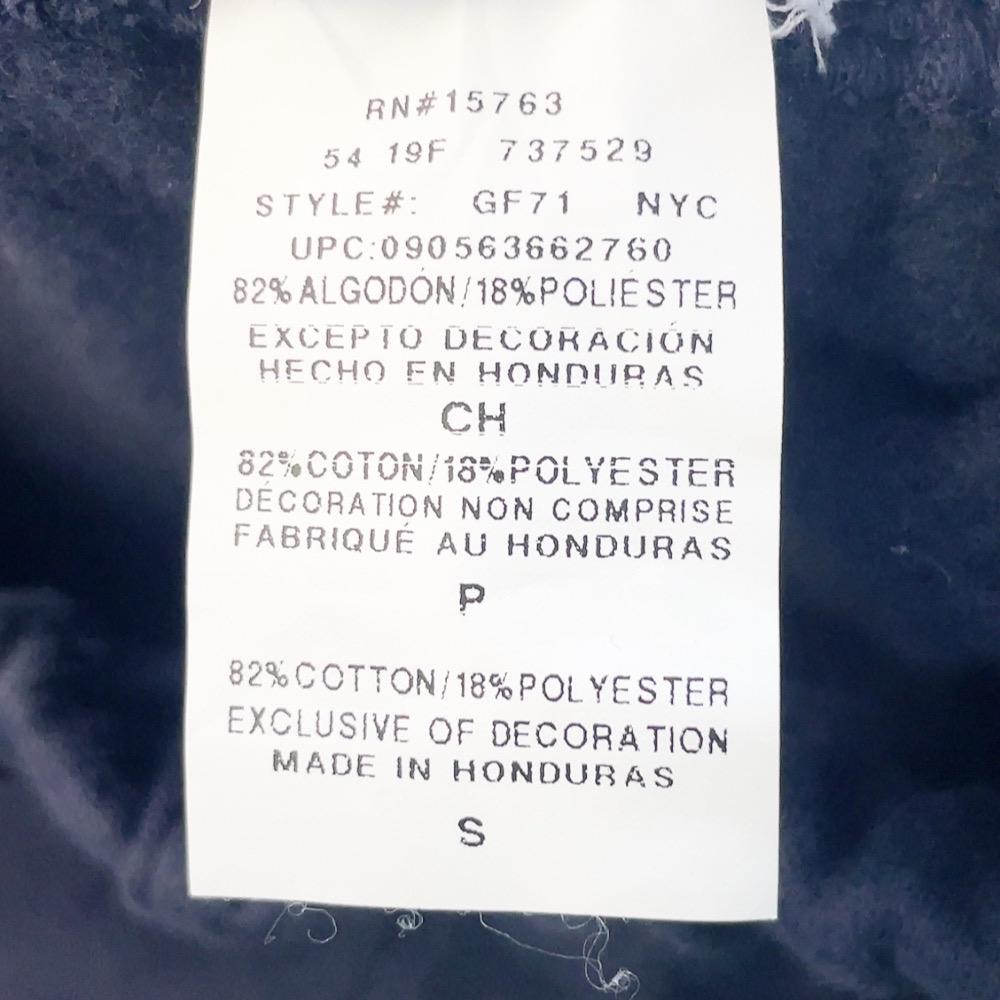 RN#15763
54 19F 737529
STYLE#: GF71 NYC
UPC:090563662760
82% ALGODÓN/18%POLIÉSTER
EXCEPTO DECORACIÓN
HECHO EN HONDURAS
CH
82%COTON/18%POLYESTER
DÉCORATION NON COMPRISE
FABRIQUÉ AU HONDURAS
P
82%COTTON/18%POLYESTER
EXCLUSIVE OF DECORATION
MADE IN HONDURAS
S